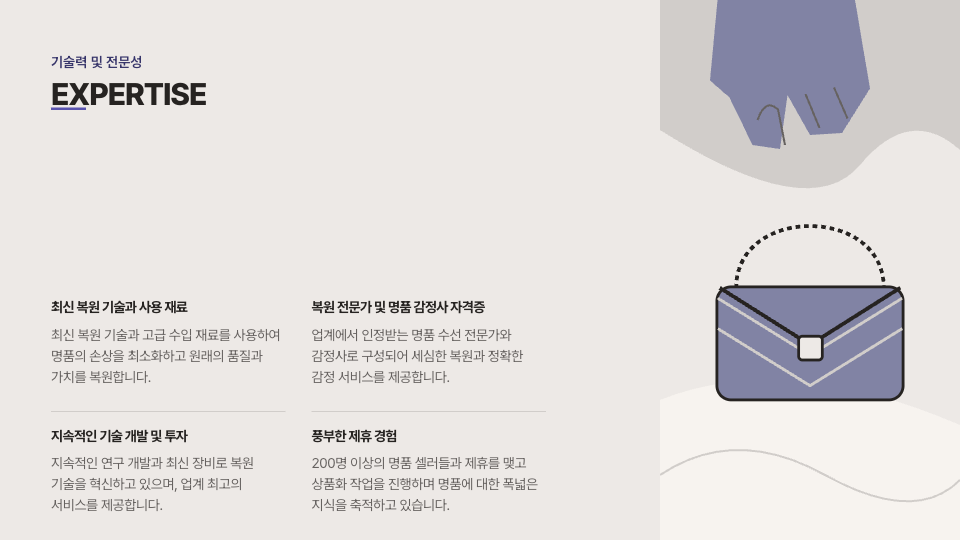 기술력 및 전문성
EXPERTISE
최신 복원 기술과 사용 재료
최신 복원 기술과 고급 수입 재료를 사용하여
명품의 손상을 최소화하고 원래의 품질과
가치를 복원합니다.
복원 전문가 및 명품 감정사 자격증
업계에서 인정받는 명품 수선 전문가와
감정사로 구성되어 세심한 복원과 정확한
감정 서비스를 제공합니다.
지속적인 기술 개발 및 투자
지속적인 연구 개발과 최신 장비로 복원
기술을 혁신하고 있으며, 업계 최고의
서비스를 제공합니다.
풍부한 제휴 경험
200명 이상의 명품 셀러들과 제휴를 맺고
상품화 작업을 진행하며 명품에 대한 폭넓은
지식을 축적하고 있습니다.